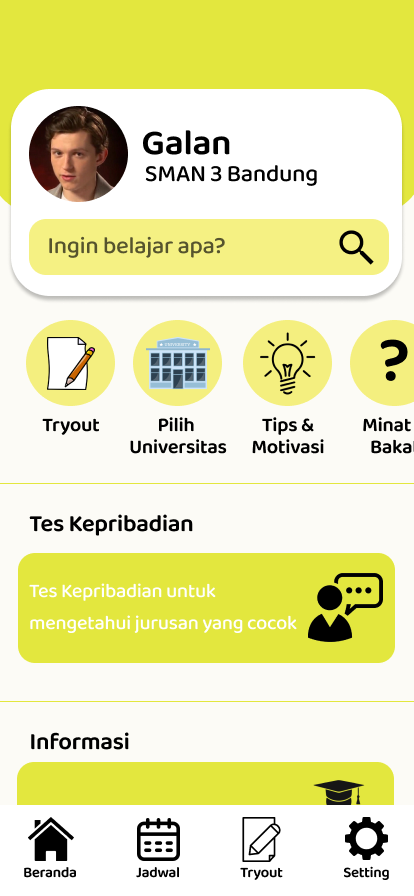 Galan
SMAN 3 Bandung
Ingin belajar apa?
UNIVERSITY
?
Tryout
Pilih
Universitas
Tips &
Motivasi
Minat
Baka
Tes Kepribadian
Tes Kepribadian untuk
mengetahui jurusan yang cocok
Informasi
Beranda
Jadwal
Tryout
Setting